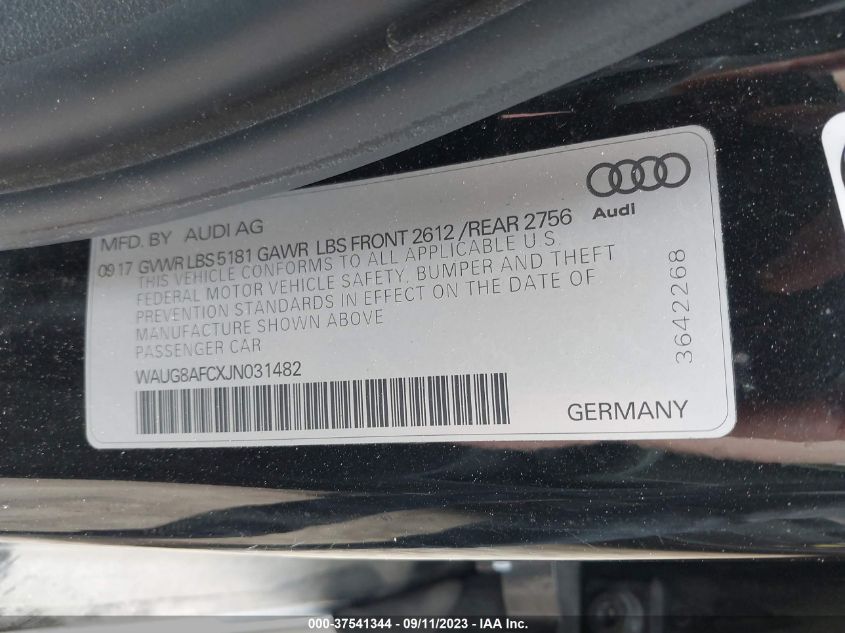 Audi
MFD. BY AUDI AG
09 17 GVWR LBS 5181 GAWR LBS FRONT 2612 /REAR 2756
THIS VEHICLE CONFORMS TO ALL APPLICABLE U.S.
FEDERAL MOTOR VEHICLE SAFETY, BUMPER AND THEFT
PREVENTION STANDARDS IN EFFECT ON THE DATE OF
MANUFACTURE SHOWN ABOVE
PASSENGER CAR
WAUG8AFCXJN031482
GERMANY
3642268
000-37541344 - 09/11/2023 - IAA Inc.